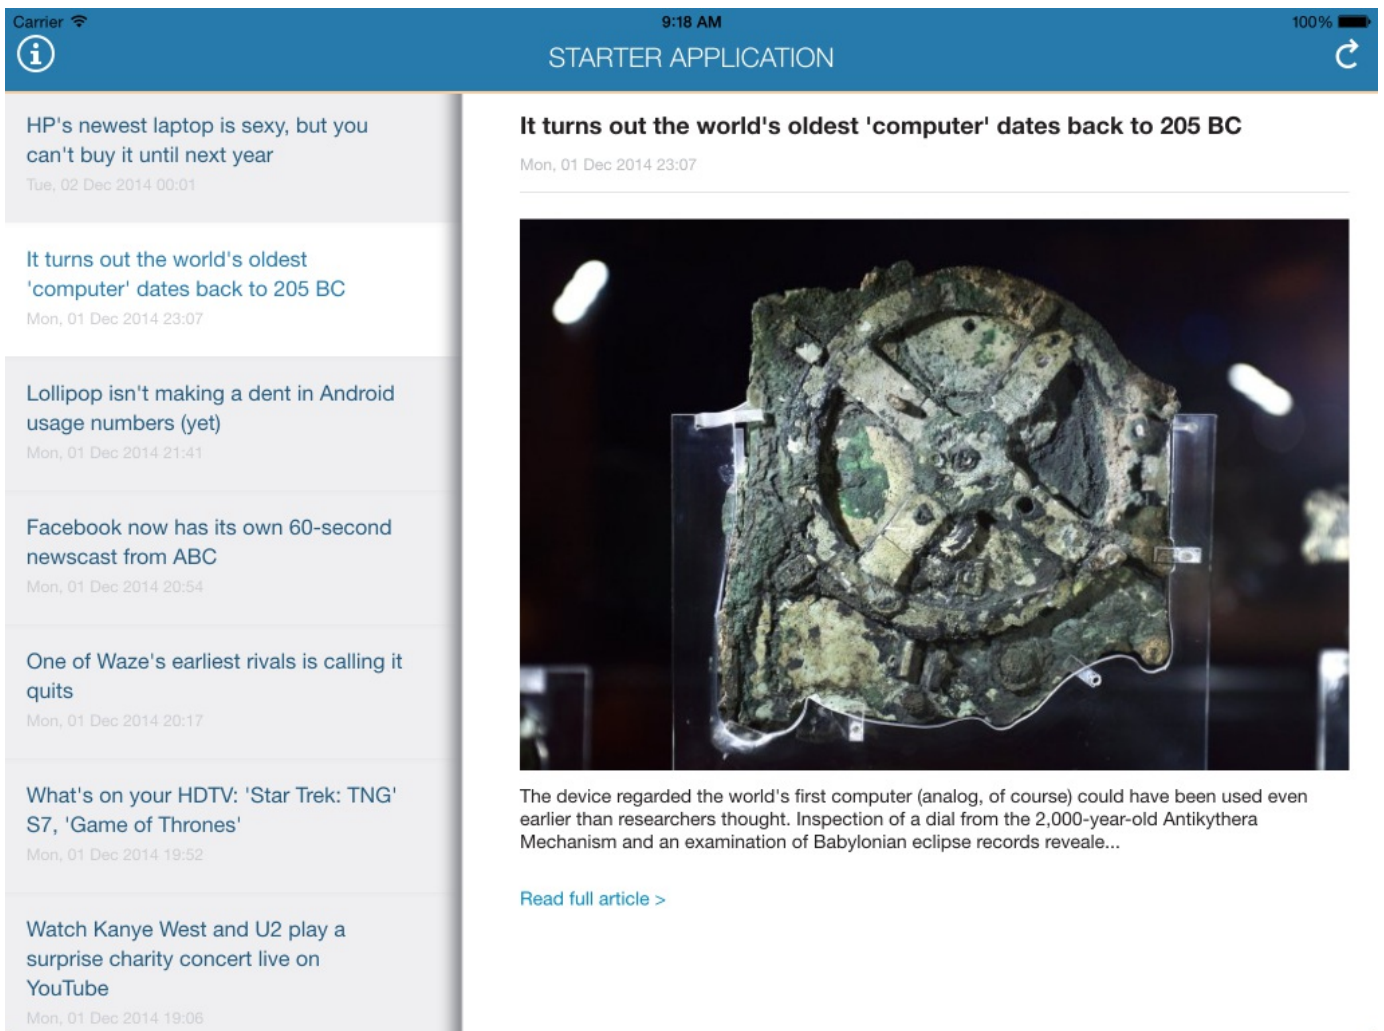 Carrier
9:18 AM
100%
STARTER APPLICATION
HP's newest laptop is sexy, but you
can't buy it until next year
Tue, 02 Dec 2014 00:01
It turns out the world's oldest
'computer' dates back to 205 BC
Mon, 01 Dec 2014 23:07
Lollipop isn't making a dent in Android
usage numbers (yet)
Mon, 01 Dec 2014 21:41
Facebook now has its own 60-second
newscast from ABC
Mon, 01 Dec 2014 20:54
One of Waze's earliest rivals is calling it
quits
Mon, 01 Dec 2014 20:17
What's on your HDTV: 'Star Trek: TNG'
S7, 'Game of Thrones'
Mon, 01 Dec 2014 19:52
Watch Kanye West and U2 play a
surprise charity concert live on
YouTube
Mon, 01 Dec 2014 19:06
It turns out the world's oldest 'computer' dates back to 205 BC
Mon, 01 Dec 2014 23:07
The device regarded the world's first computer (analog, of course) could have been used even
earlier than researchers thought. Inspection of a dial from the 2,000-year-old Antikythera
Mechanism and an examination of Babylonian eclipse records reveale...
Read full article >